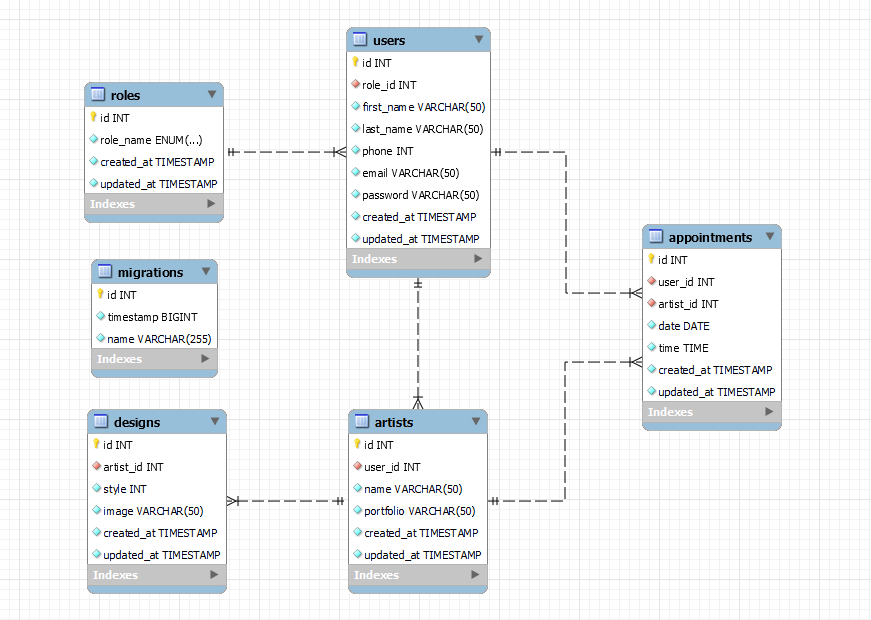 roles
id INT
role_name ENUM(...)
created_at TIMESTAMP
updated_at TIMESTAMP
Indexes
users
id INT
role_id INT
first_name VARCHAR(50)
last_name VARCHAR(50)
phone INT
email VARCHAR(50)
password VARCHAR(50)
created_at TIMESTAMP
updated_at TIMESTAMP
Indexes
migrations
id INT
timestamp BIGINT
name VARCHAR(255)
Indexes
appointments
id INT
user_id INT
artist_id INT
date DATE
time TIME
created_at TIMESTAMP
updated_at TIMESTAMP
Indexes
designs
id INT
artist_id INT
style INT
image VARCHAR(50)
created_at TIMESTAMP
updated_at TIMESTAMP
Indexes
artists
id INT
user_id INT
name VARCHAR(50)
portfolio VARCHAR(50)
created_at TIMESTAMP
updated_at TIMESTAMP
Indexes